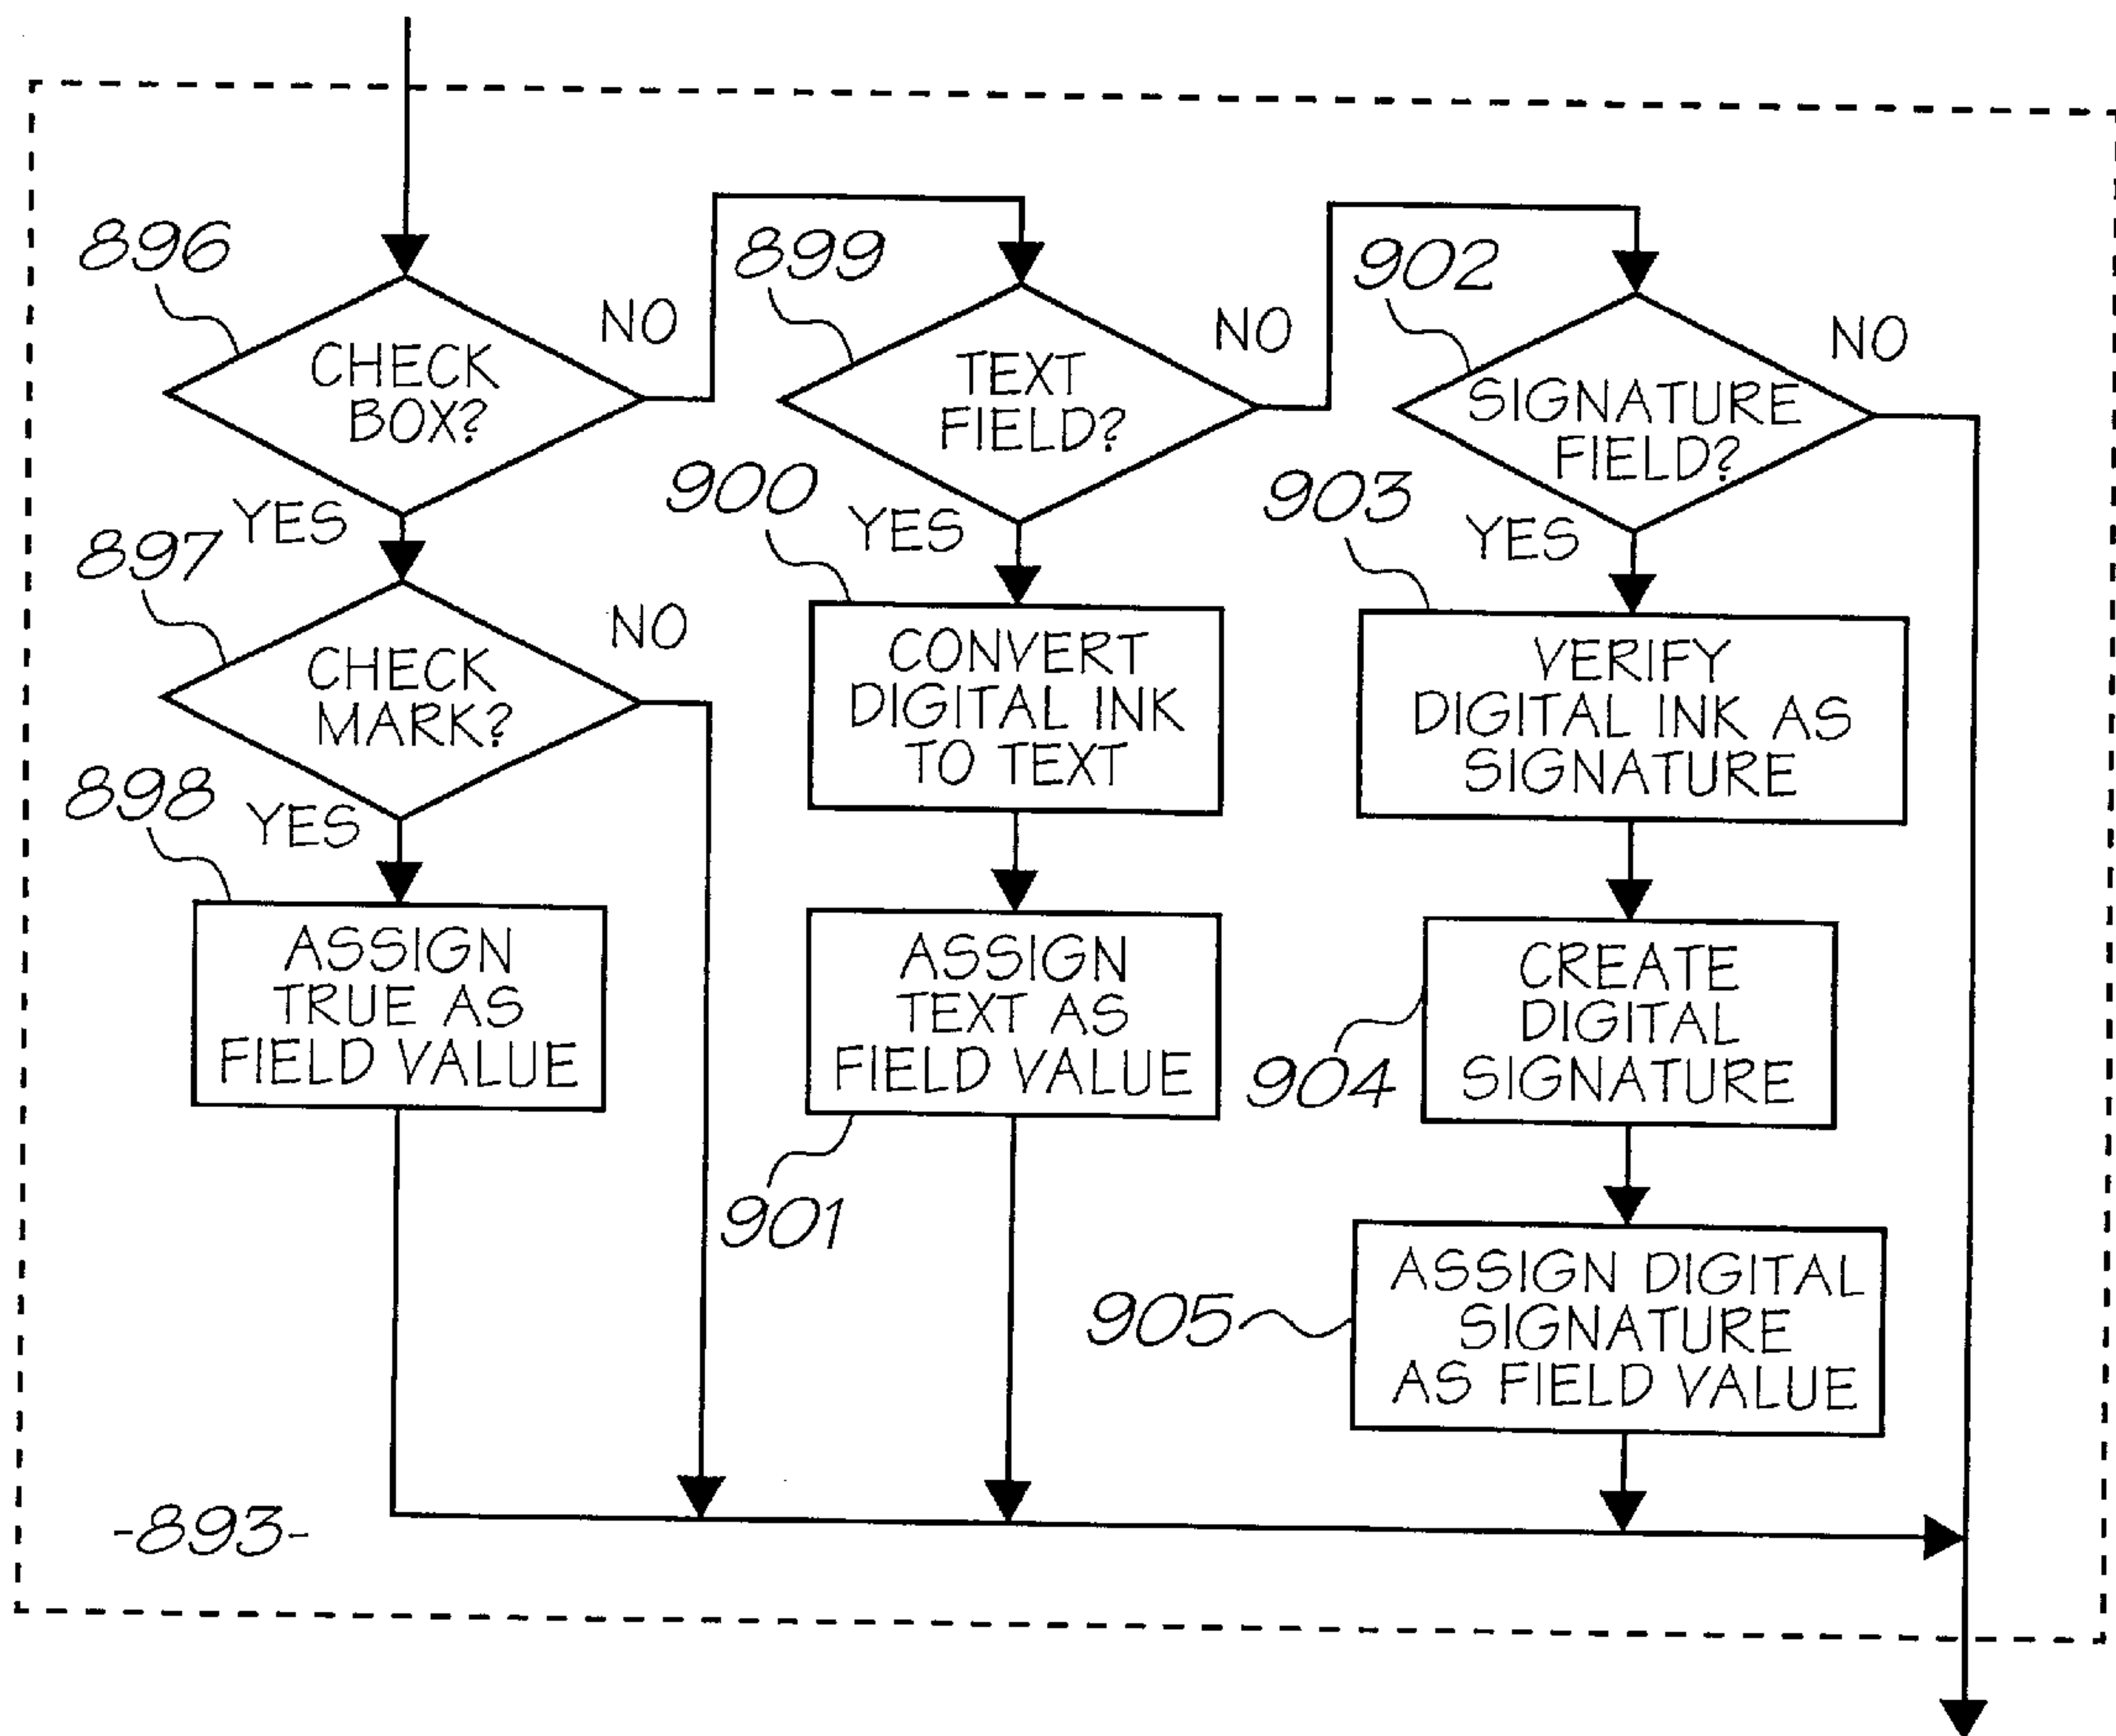 896
CHECK
BOX?
NO
YES
897
CHECK
MARK?
NO
YES
898
ASSIGN
TRUE AS
FIELD VALUE
899
TEXT
FIELD?
NO
YES
900
CONVERT
DIGITAL INK
TO TEXT
ASSIGN
TEXT AS
FIELD VALUE
901
902
SIGNATURE
FIELD?
NO
YES
903
VERIFY
DIGITAL INK AS
SIGNATURE
CREATE
DIGITAL
SIGNATURE
904
ASSIGN DIGITAL
SIGNATURE
AS FIELD VALUE
905
-893-